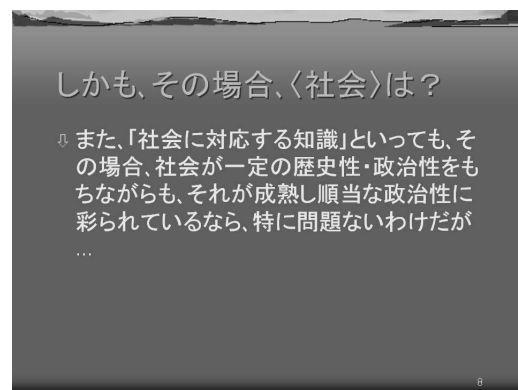 しかも、その場合、〈社会〉は？
⇩ また、「社会に対応する知識」といっても、そ
の場合、社会が一定の歴史性・政治性をも
ちながらも、それが成熟し順当な政治性に
彩られているなら、特に問題ないわけだが
…
8